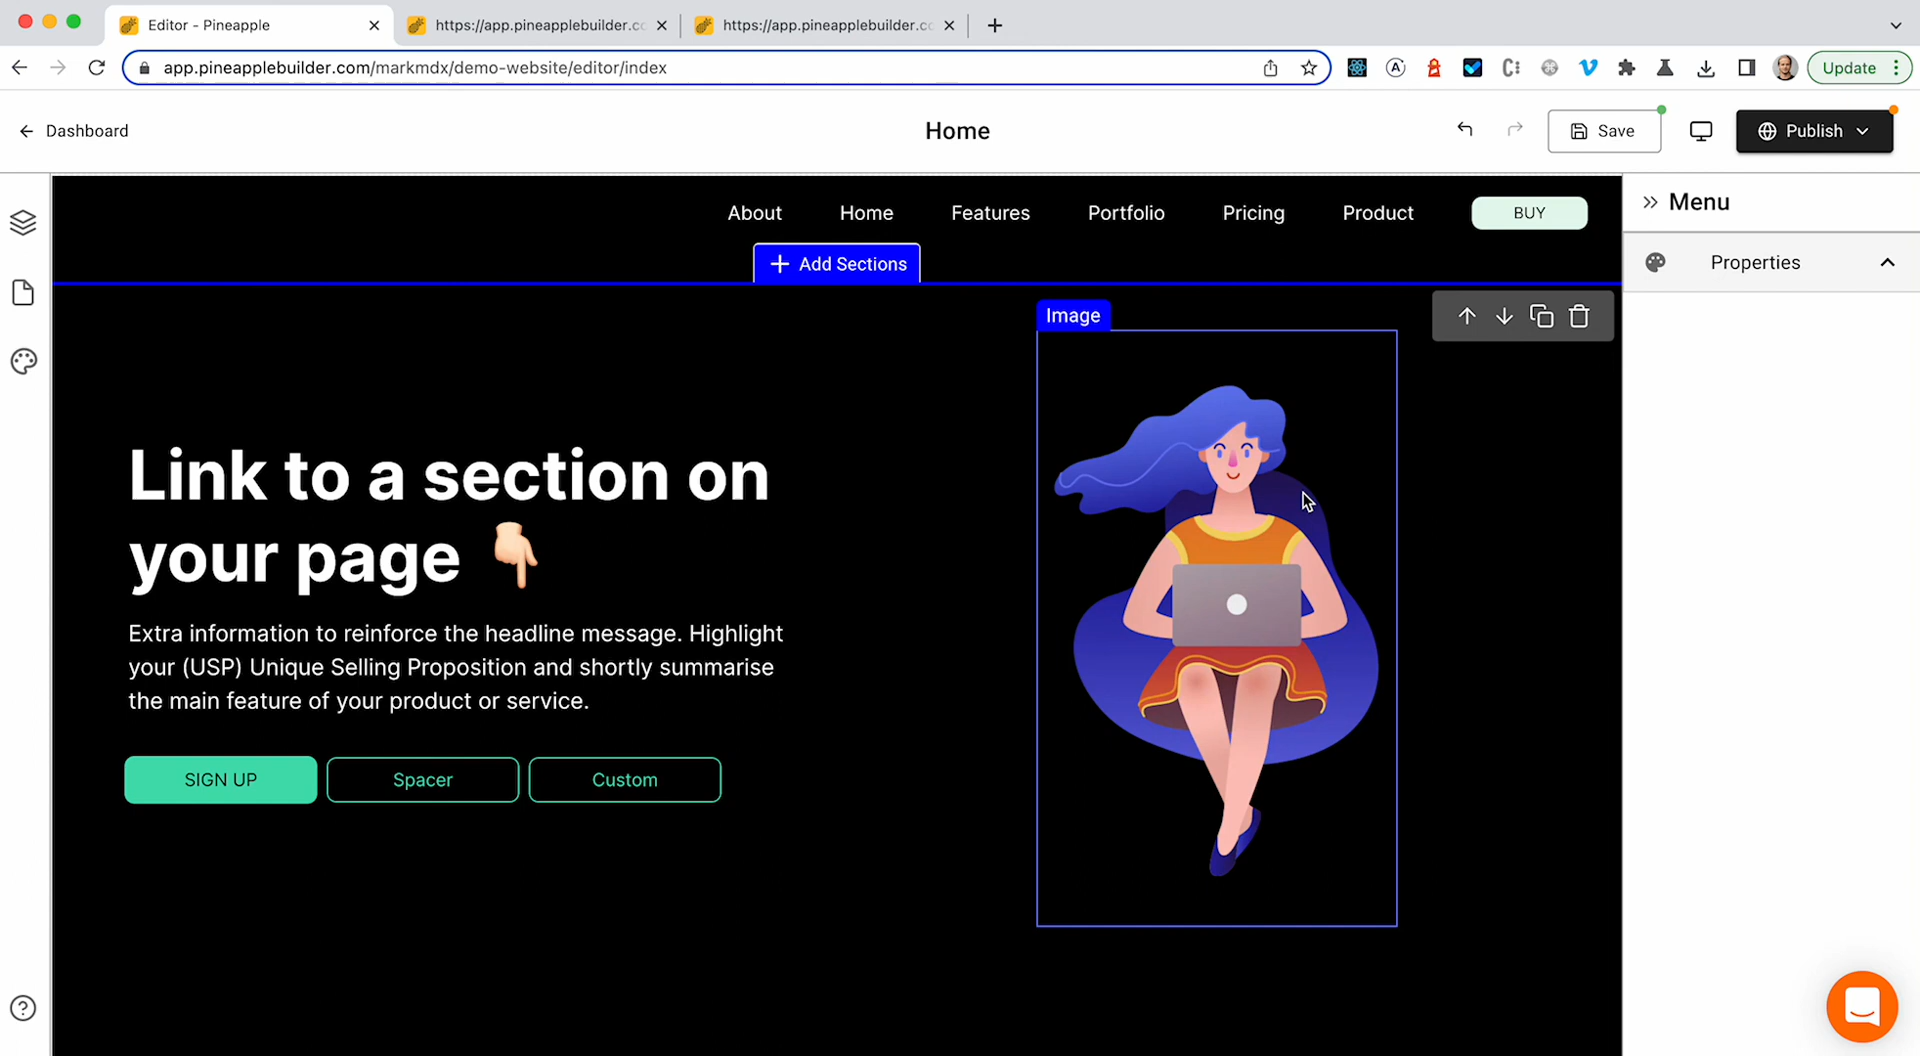 Editor - Pineapple
https://app.pineapplebuilder.co
https://app.pineapplebuilder.co
app.pineapplebuilder.com/markmdx/demo-website/editor/index
Update
Dashboard
Home
Save
Publish
About
Home
Features
Portfolio
Pricing
Product
BUY
Menu
Add Sections
Properties
Image
Link to a section on
your page 👇🏻
Extra information to reinforce the headline message. Highlight
your (USP) Unique Selling Proposition and shortly summarise
the main feature of your product or service.
SIGN UP
Spacer
Custom